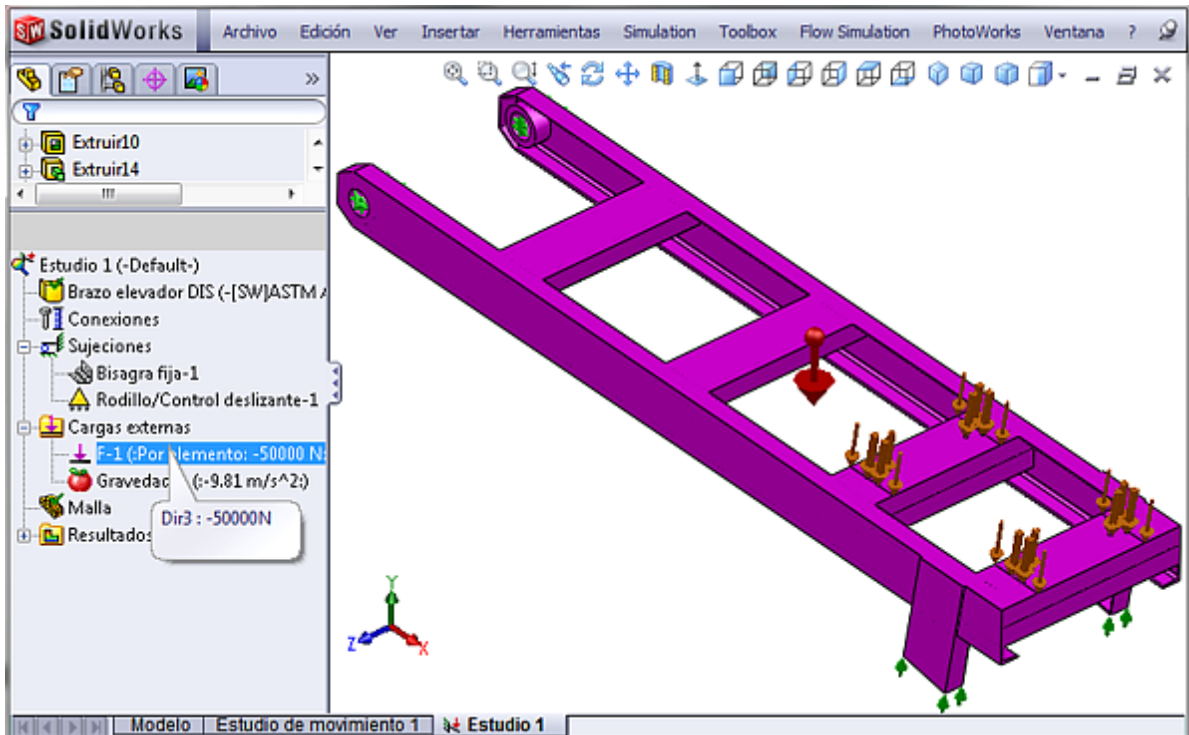 SolidWorks Archivo Edición Ver Insertar Herramientas Simulation Toolbox Flow Simulation PhotoWorks Ventana ?
Extruir10
Extruir14
Estudio 1 (-Default-)
Brazo elevador DIS (-[SW]ASTM
Conexiones
Sujeciones
Bisagra fija-1
Rodillo/Control deslizante-1
Cargas externas
F-1 (:Por elemento: -50000 N:
(:-9.81 m/s^2:)
Malla
Dir3 : -50000N
Resultados
Y
Z
X
Modelo Estudio de movimiento 1 Estudio 1